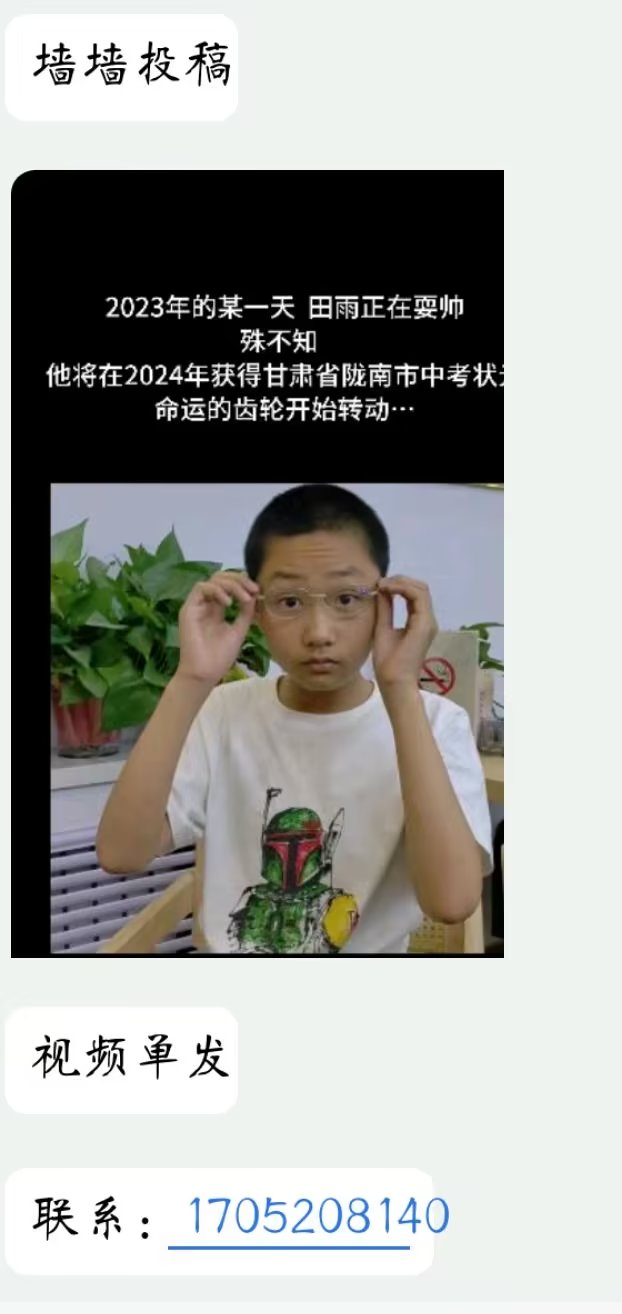 墙墙投稿
2023年的某一天 田雨正在耍帅
殊不知
他将在2024年获得甘肃省陇南市中考状
命运的齿轮开始转动…
视频单发
联系：1705208140